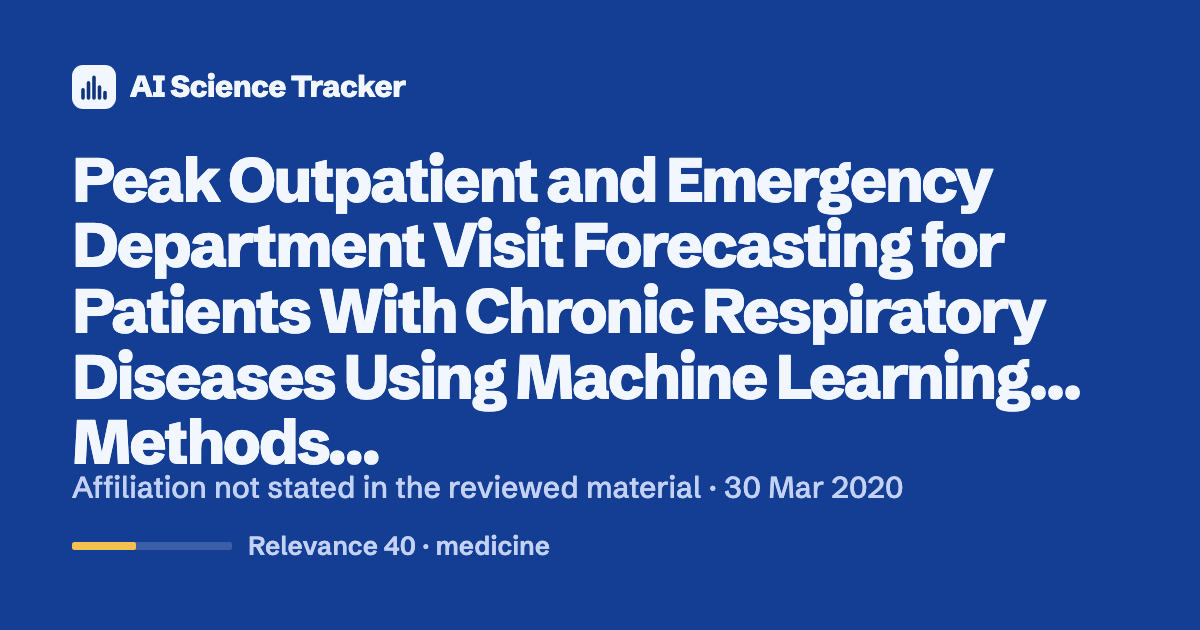 AI Science Tracker
Peak Outpatient and Emergency
Department Visit Forecasting for
Patients With Chronic Respiratory
Diseases Using Machine Learning...
Methods...
Affiliation not stated in the reviewed material · 30 Mar 2020
Relevance 40 · medicine